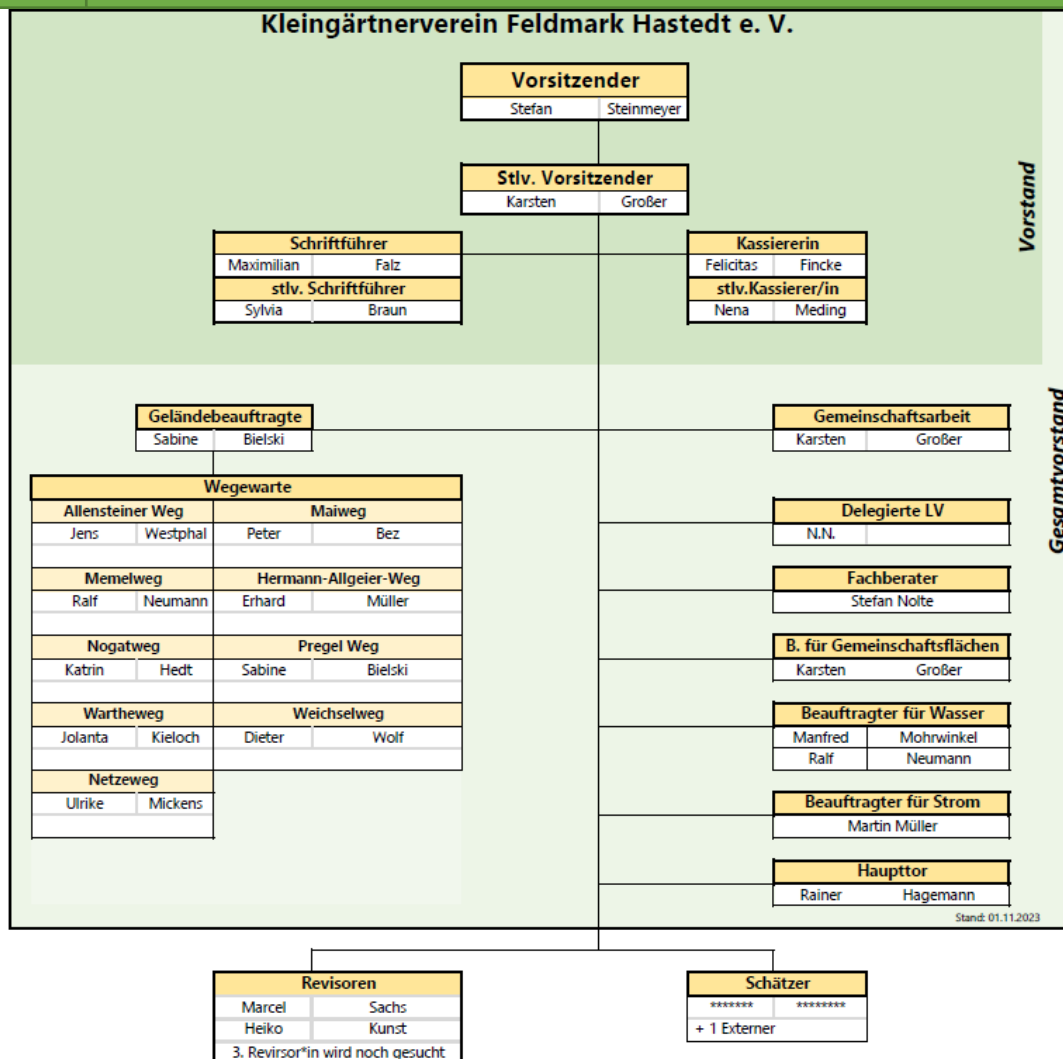 Kleingärtnerverein Feldmark Hastedt e. V.
Vorsitzender
Stefan Steinmeyer
Stlv. Vorsitzender
Karsten Großer
Vorstand
Schriftführer
Maximilian Falz
stlv. Schriftführer
Sylvia Braun
Kassiererin
Felicitas Fincke
stlv.Kassierer/in
Nena Meding
Gesamtvorstand
Geländebeauftragte
Sabine Bielski
Wegewarte
Allensteiner Weg Maiweg
Jens Westphal Peter Bez
Memelweg Hermann-Allgeier-Weg
Ralf Neumann Erhard Müller
Nogatweg Pregel Weg
Katrin Hedt Sabine Bielski
Wartheweg Weichselweg
Jolanta Kieloch Dieter Wolf
Netzeweg
Ulrike Mickens
Gemeinschaftsarbeit
Karsten Großer
Delegierte LV
N.N.
Fachberater
Stefan Nolte
B. für Gemeinschaftsflächen
Karsten Großer
Beauftragter für Wasser
Manfred Mohrwinkel
Ralf Neumann
Beauftragter für Strom
Martin Müller
Haupttor
Rainer Hagemann
Stand: 01.11.2023
Revisoren
Marcel Sachs
Heiko Kunst
3. Revirsor*in wird noch gesucht
Schätzer
******* ********
+ 1 Externer